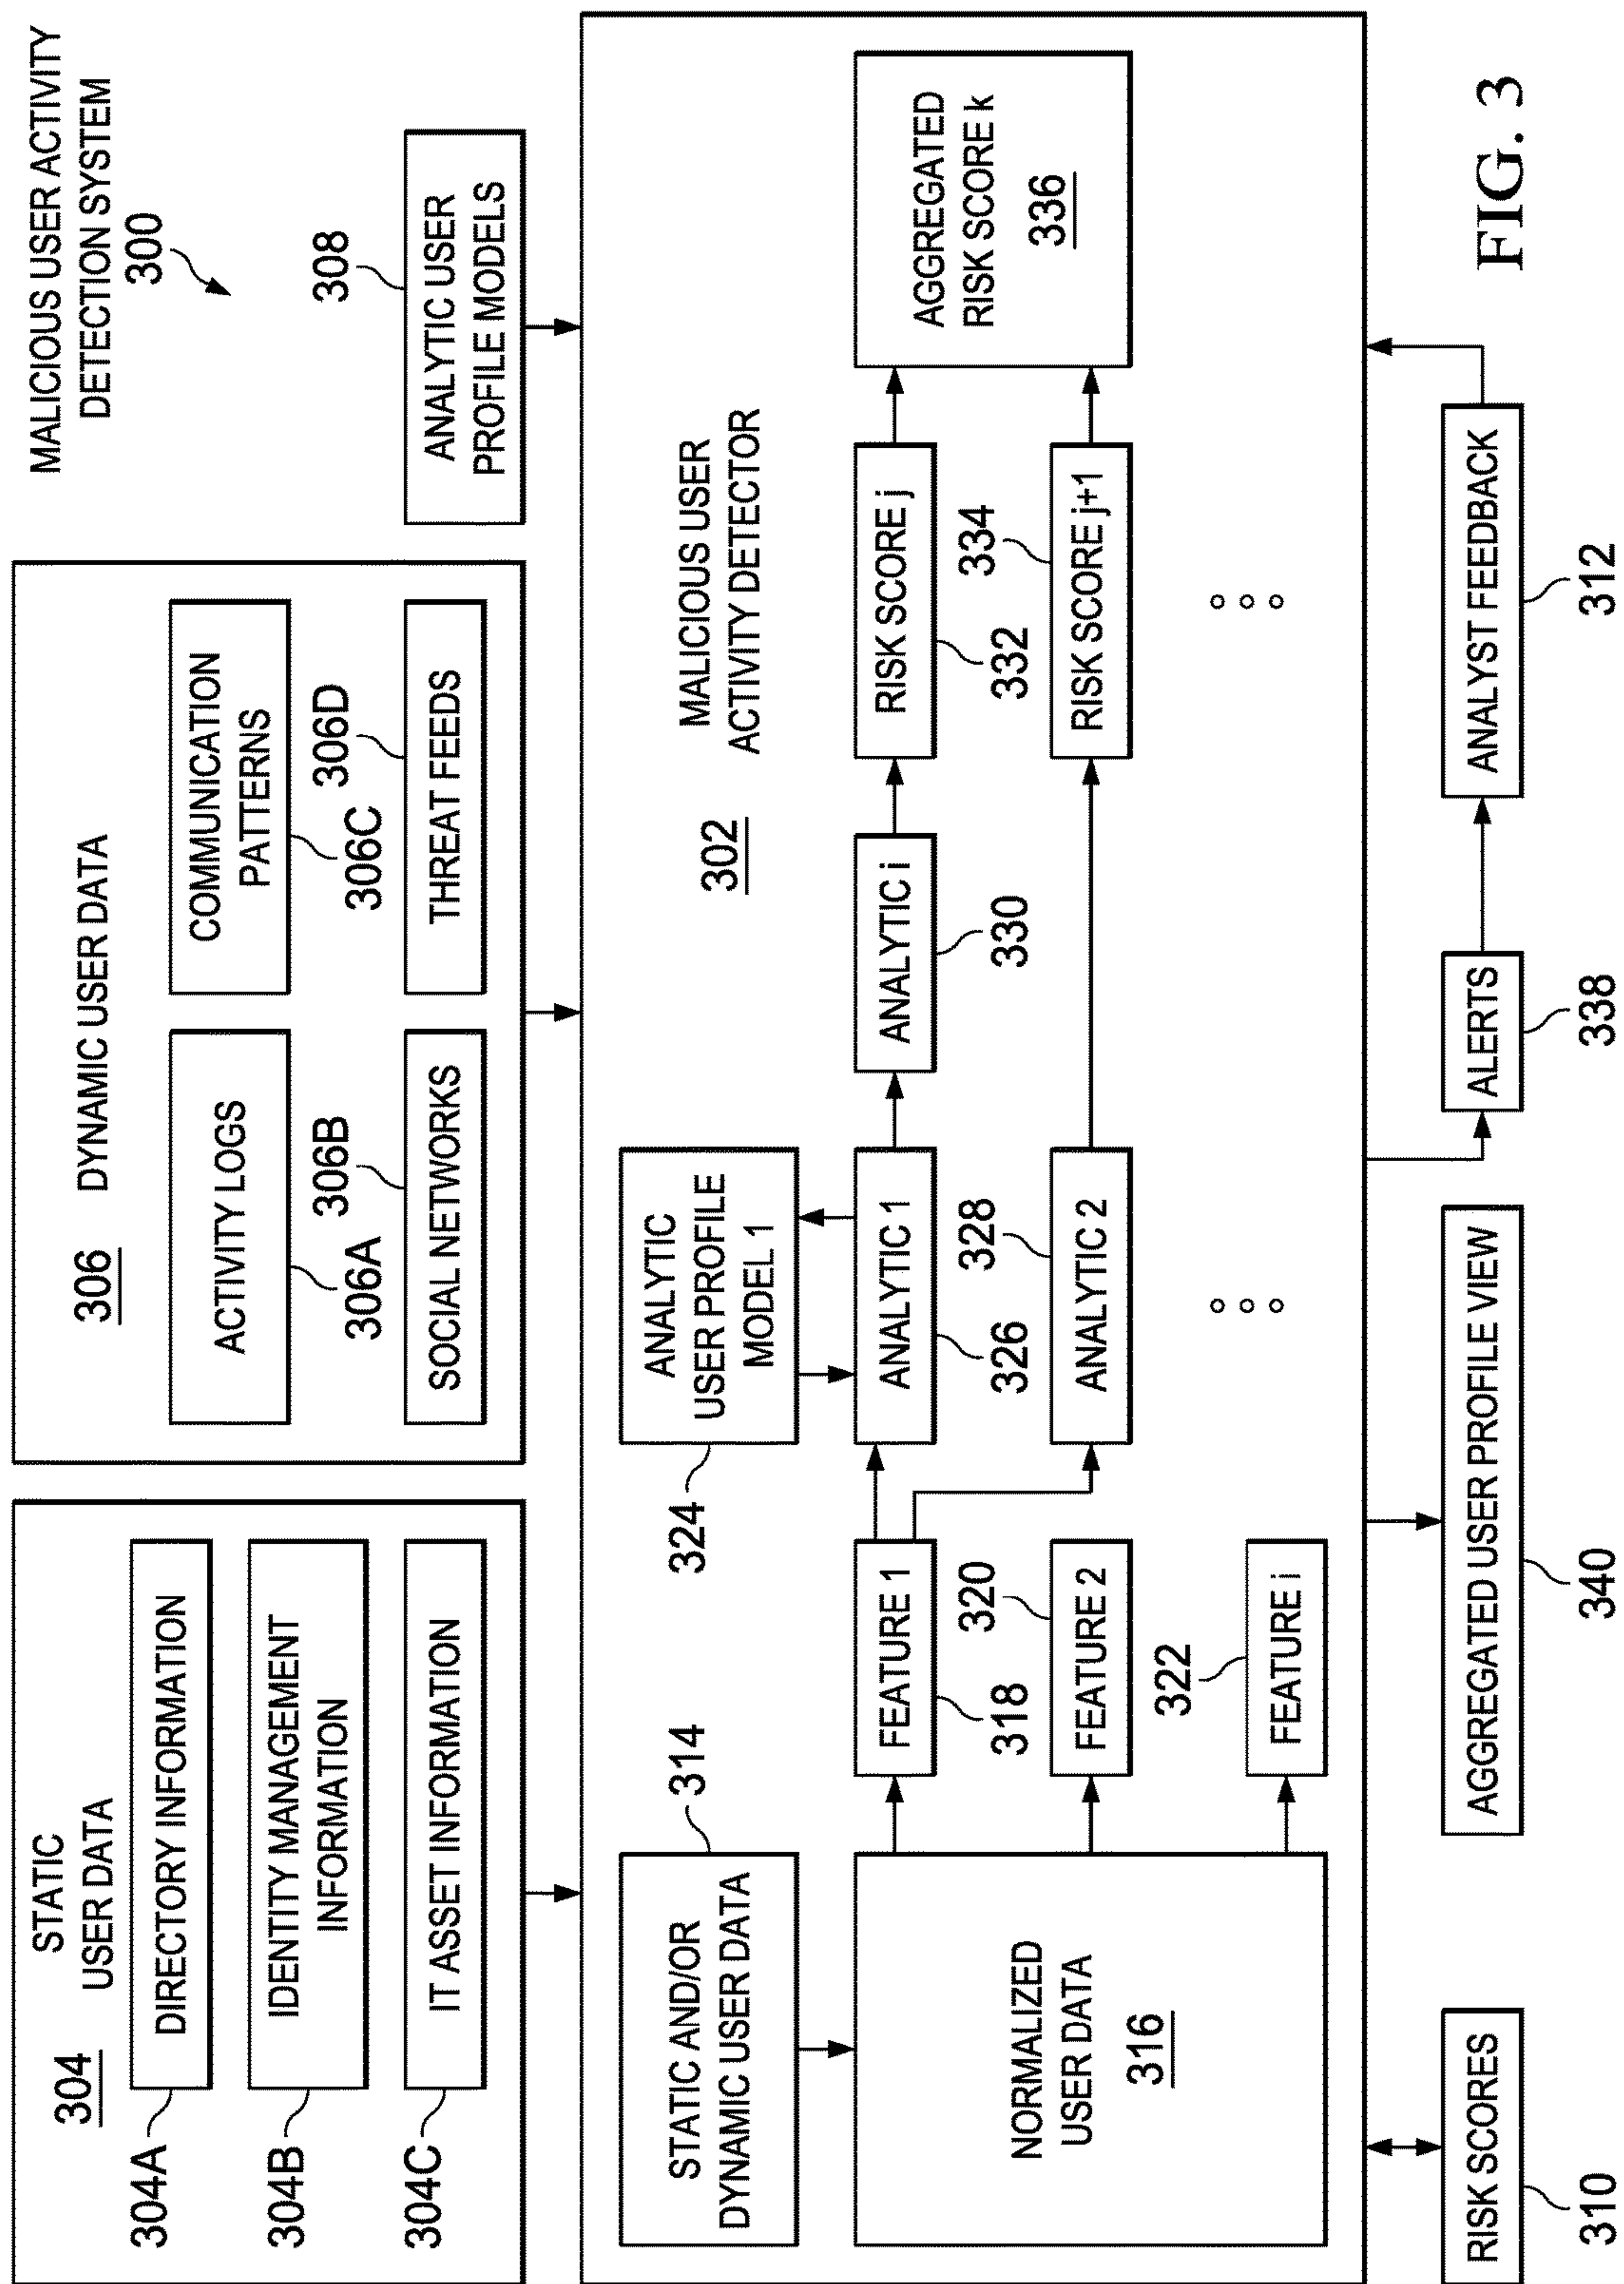 MALICIOUS USER ACTIVITY
DETECTION SYSTEM
300
304
STATIC
USER DATA
304A
DIRECTORY INFORMATION
304B
IDENTITY MANAGEMENT
INFORMATION
304C
IT ASSET INFORMATION
306
DYNAMIC USER DATA
ACTIVITY LOGS
306A
COMMUNICATION
PATTERNS
306C
306B
SOCIAL NETWORKS
306D
THREAT FEEDS
308
ANALYTIC USER
PROFILE MODELS
302
MALICIOUS USER
ACTIVITY DETECTOR
STATIC AND/OR
DYNAMIC USER DATA
314
NORMALIZED
USER DATA
316
FEATURE 1
318
320
FEATURE 2
322
FEATURE i
324
ANALYTIC
USER PROFILE
MODEL 1
ANALYTIC 1
326
328
ANALYTIC 2
ANALYTIC i
330
RISK SCORE j
332
334
RISK SCORE j+1
AGGREGATED
RISK SCORE k
336
RISK SCORES
310
AGGREGATED USER PROFILE VIEW
340
ALERTS
338
ANALYST FEEDBACK
312
FIG. 3